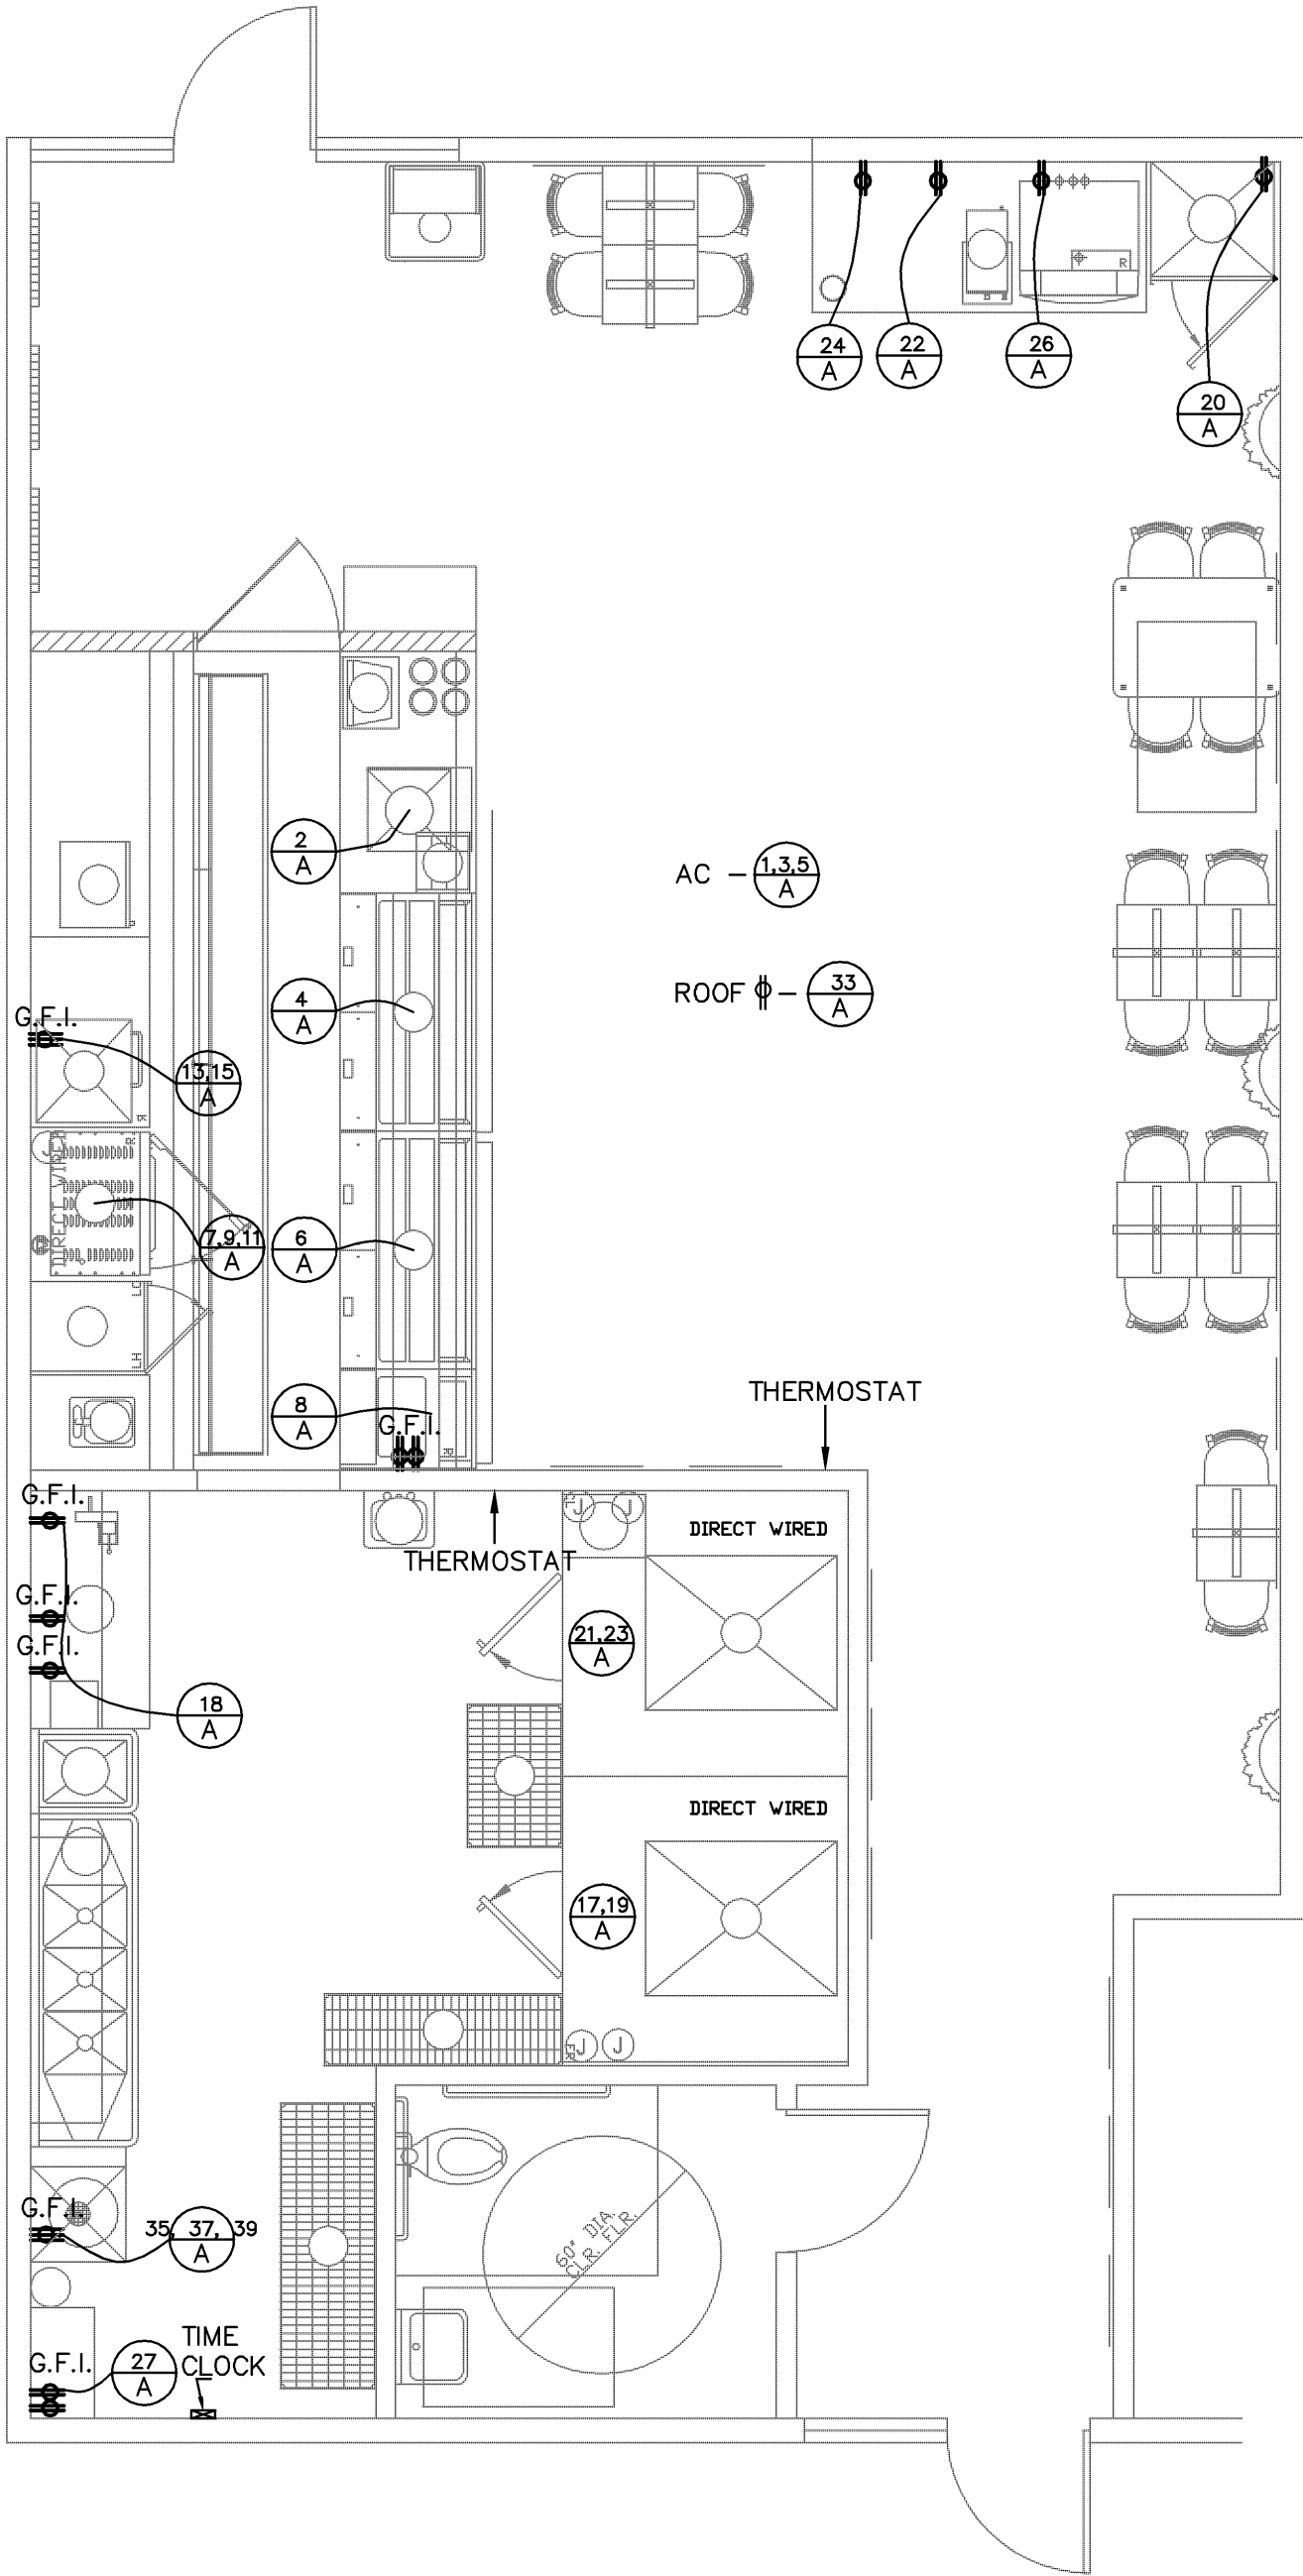 R
24
A
22
A
26
A
20
A
2
A
AC – 1,3,5
A
4
A
ROOF – 33
A
G.F.I.
13,15
A
R
J
DIRECT WIRED
7,9,11
A
6
A
8
A
G.F.I.
R
THERMOSTAT
G.F.I.
J
J
DIRECT WIRED
THERMOSTAT
G.F.I.
G.F.I.
21,23
A
18
A
DIRECT WIRED
17,19
A
J
J
60" DIA.
CLR. FLR.
G.F.I.
35, 37, 39
A
TIME
CLOCK
G.F.I.
27
A